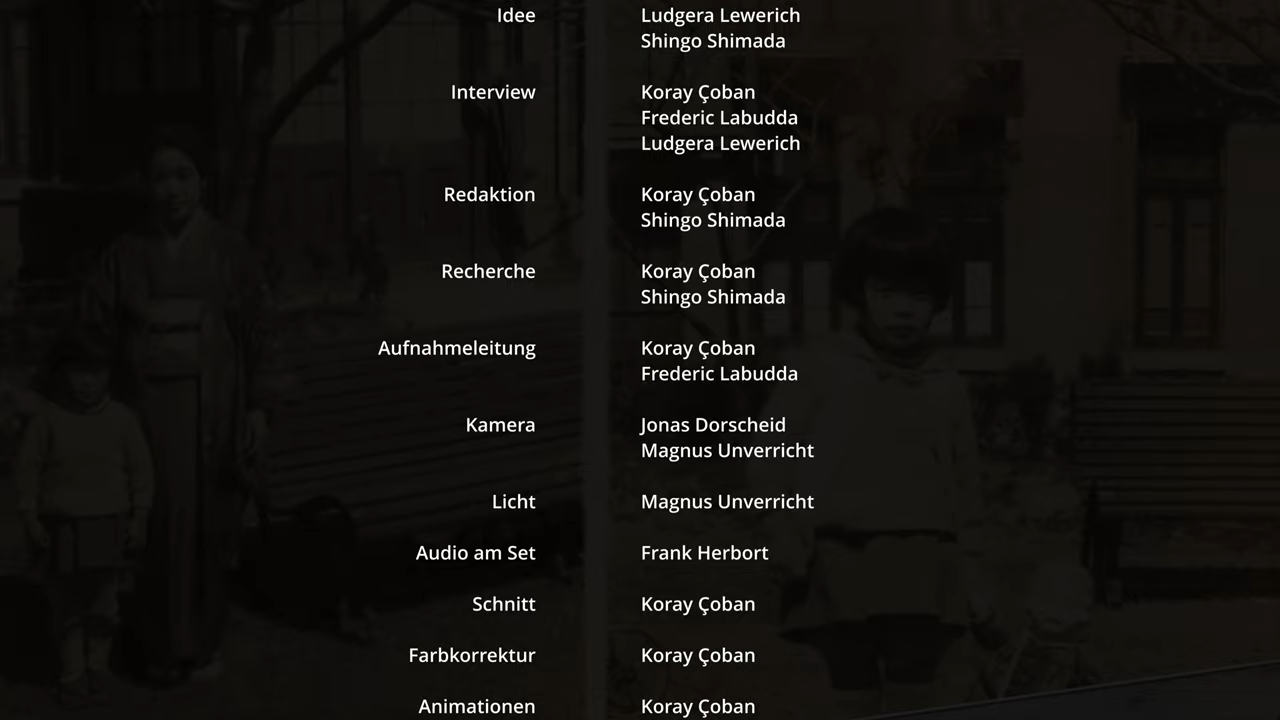 Idee Ludgera Lewerich
Shingo Shimada
Interview Koray Çoban
Frederic Labudda
Ludgera Lewerich
Redaktion Koray Çoban
Shingo Shimada
Recherche Koray Çoban
Shingo Shimada
Aufnahmeleitung Koray Çoban
Frederic Labudda
Kamera Jonas Dorscheid
Magnus Unverricht
Licht Magnus Unverricht
Audio am Set Frank Herbort
Schnitt Koray Çoban
Farbkorrektur Koray Çoban
Animationen Koray Çoban